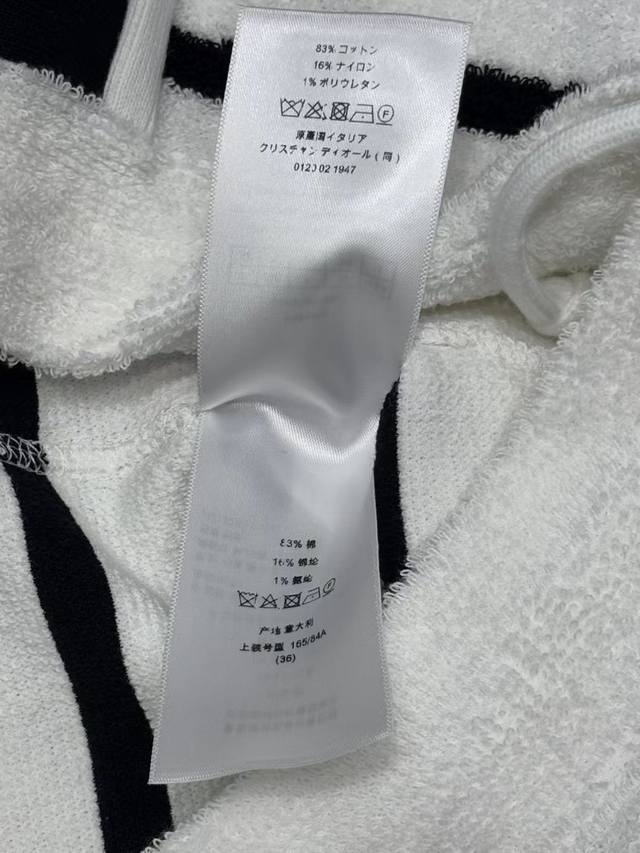 83% コットン
16% ナイロン
1% ポリウレタン
F
原産国イタリア
クリスチャン ディオール ( 同 )
0120 02 1947
83% 棉
16% 锦纶
1% 氨纶
F
产地 意大利
上装号型 165/84A
(36)